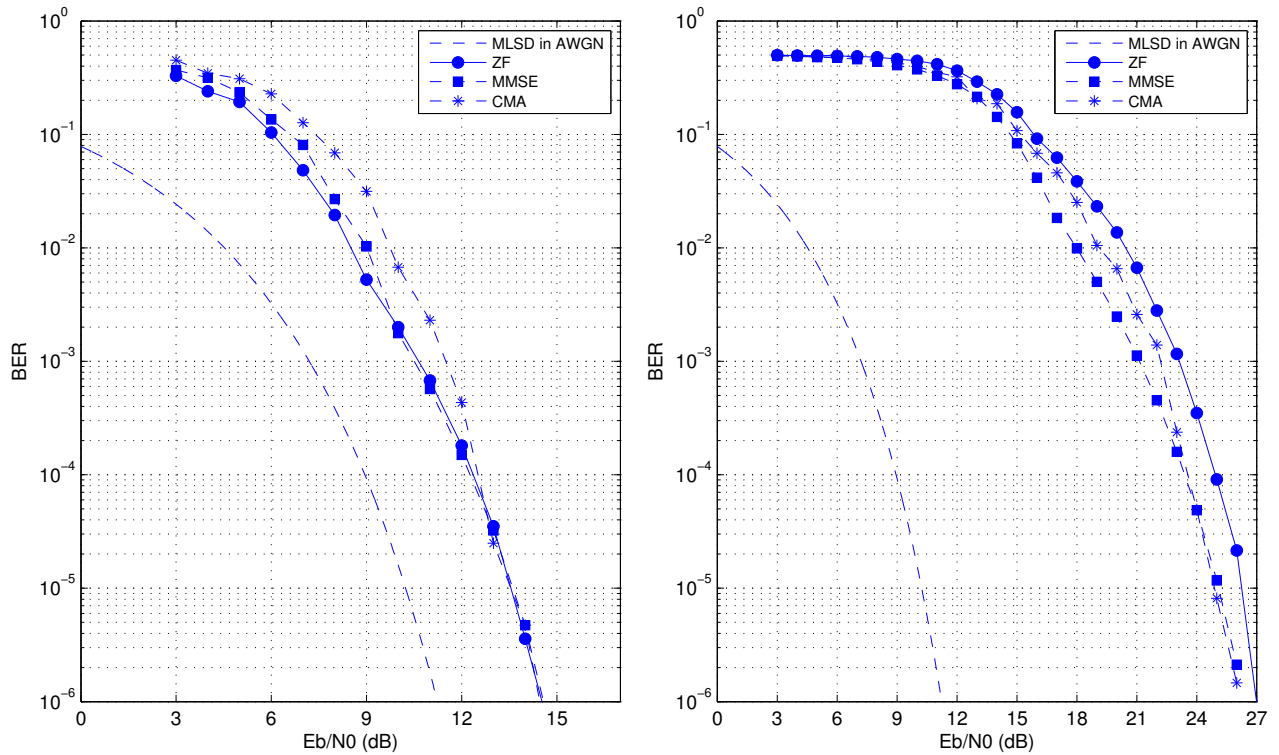 10^0
10^-1
10^-2
10^-3
10^-4
10^-5
10^-6
BER
0 3 6 9 12 15
Eb/N0 (dB)
MLSD in AWGN
ZF
MMSE
CMA
10^0
10^-1
10^-2
10^-3
10^-4
10^-5
10^-6
BER
0 3 6 9 12 15 18 21 24 27
Eb/N0 (dB)
MLSD in AWGN
ZF
MMSE
CMA